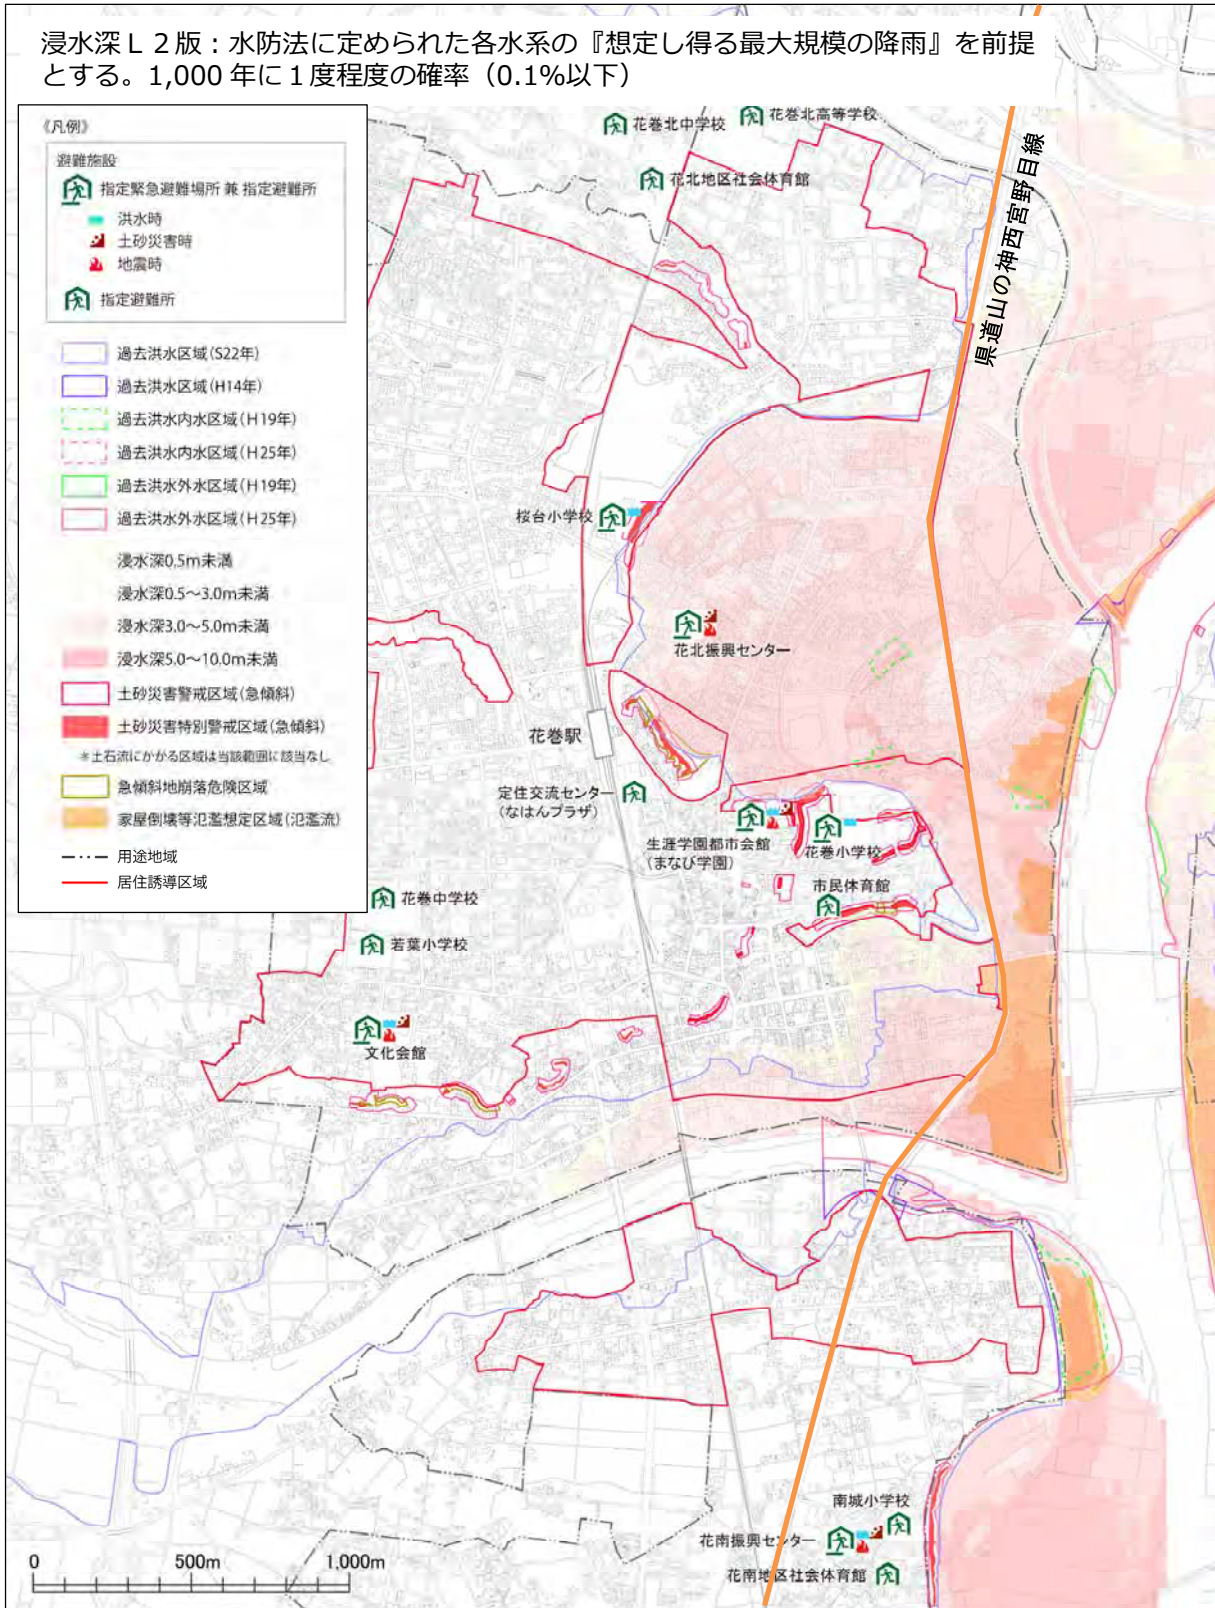 浸水深Ｌ２版：水防法に定められた各水系の『想定し得る最大規模の降雨』を前提
とする。1,000 年に１度程度の確率（0.1%以下）
《凡例》
避難施設
指定緊急避難場所 兼 指定避難所
洪水時
土砂災害時
地震時
指定避難所
過去洪水区域(S22年)
過去洪水区域(H14年)
過去洪水内水区域(H19年)
過去洪水内水区域(H25年)
過去洪水外水区域(H19年)
過去洪水外水区域(H25年)
浸水深0.5m未満
浸水深0.5～3.0m未満
浸水深3.0～5.0m未満
浸水深5.0～10.0m未満
土砂災害警戒区域(急傾斜)
土砂災害特別警戒区域(急傾斜)
＊土石流にかかる区域は当該範囲に該当なし
急傾斜地崩落危険区域
家屋倒壊等氾濫想定区域(氾濫流)
用途地域
居住誘導区域
花巻北中学校
花巻北高等学校
花北地区社会体育館
県道山の神西宮野目線
桜台小学校
花北振興センター
花巻駅
定住交流センター
(なはんプラザ)
生涯学園都市会館
(まなび学園)
花巻小学校
市民体育館
花巻中学校
若葉小学校
文化会館
南城小学校
花南振興センター
花南地区社会体育館
0 500m 1,000m